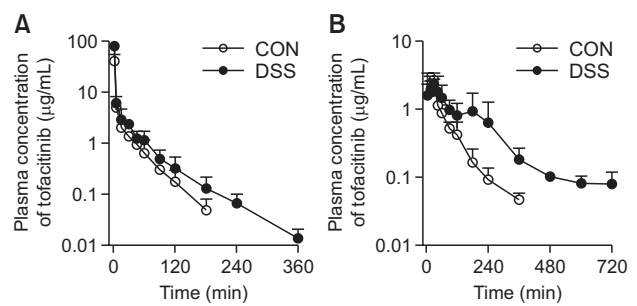 A
Plasma concentration
of tofacitinib (μg/mL)
100
10
1
0.1
0.01
CON
DSS
0 120 240 360
Time (min)
B
Plasma concentration
of tofacitinib (μg/mL)
10
1
0.1
0.01
CON
DSS
0 240 480 720
Time (min)